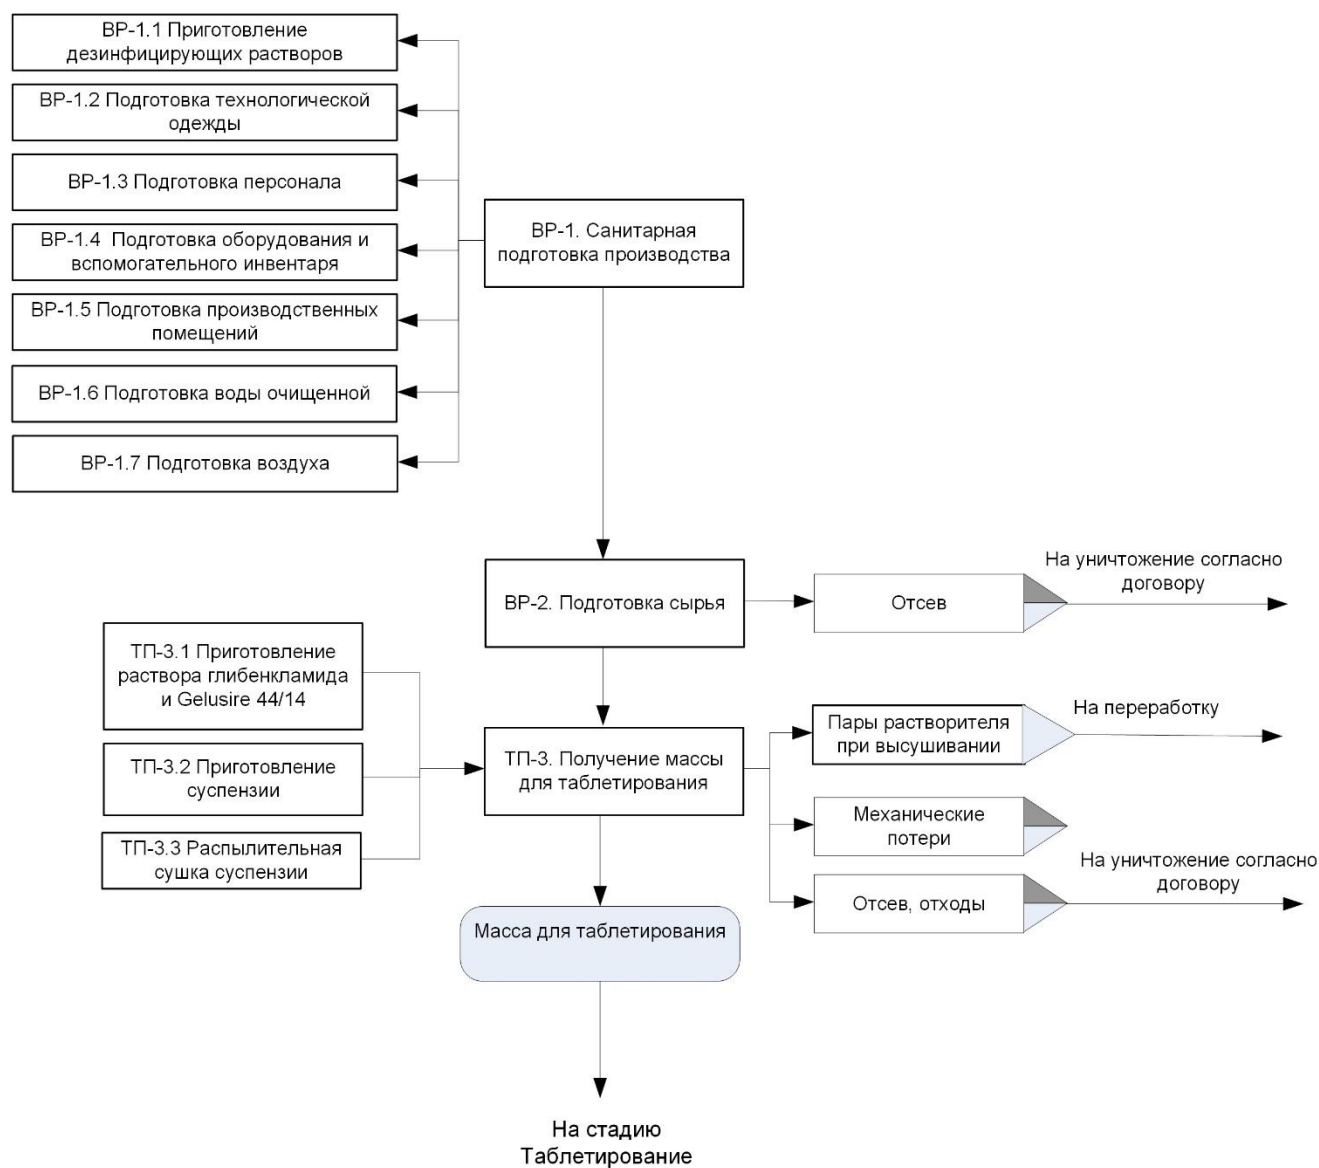 ВР-1.1 Приготовление
дезинфицирующих растворов
ВР-1.2 Подготовка технологической
одежды
ВР-1.3 Подготовка персонала
ВР-1.4 Подготовка оборудования и
вспомогательного инвентаря
ВР-1.5 Подготовка производственных
помещений
ВР-1.6 Подготовка воды очищенной
ВР-1.7 Подготовка воздуха
ВР-1. Санитарная
подготовка производства
ВР-2. Подготовка сырья
Отсев
На уничтожение согласно
договору
ТП-3.1 Приготовление
раствора глибенкламида
и Gelusire 44/14
ТП-3.2 Приготовление
суспензии
ТП-3.3 Распылительная
сушка суспензии
ТП-3. Получение массы
для таблетирования
Пары растворителя
при высушивании
На переработку
Механические
потери
Отсев, отходы
На уничтожение согласно
договору
Масса для таблетирования
На стадию
Таблетирование